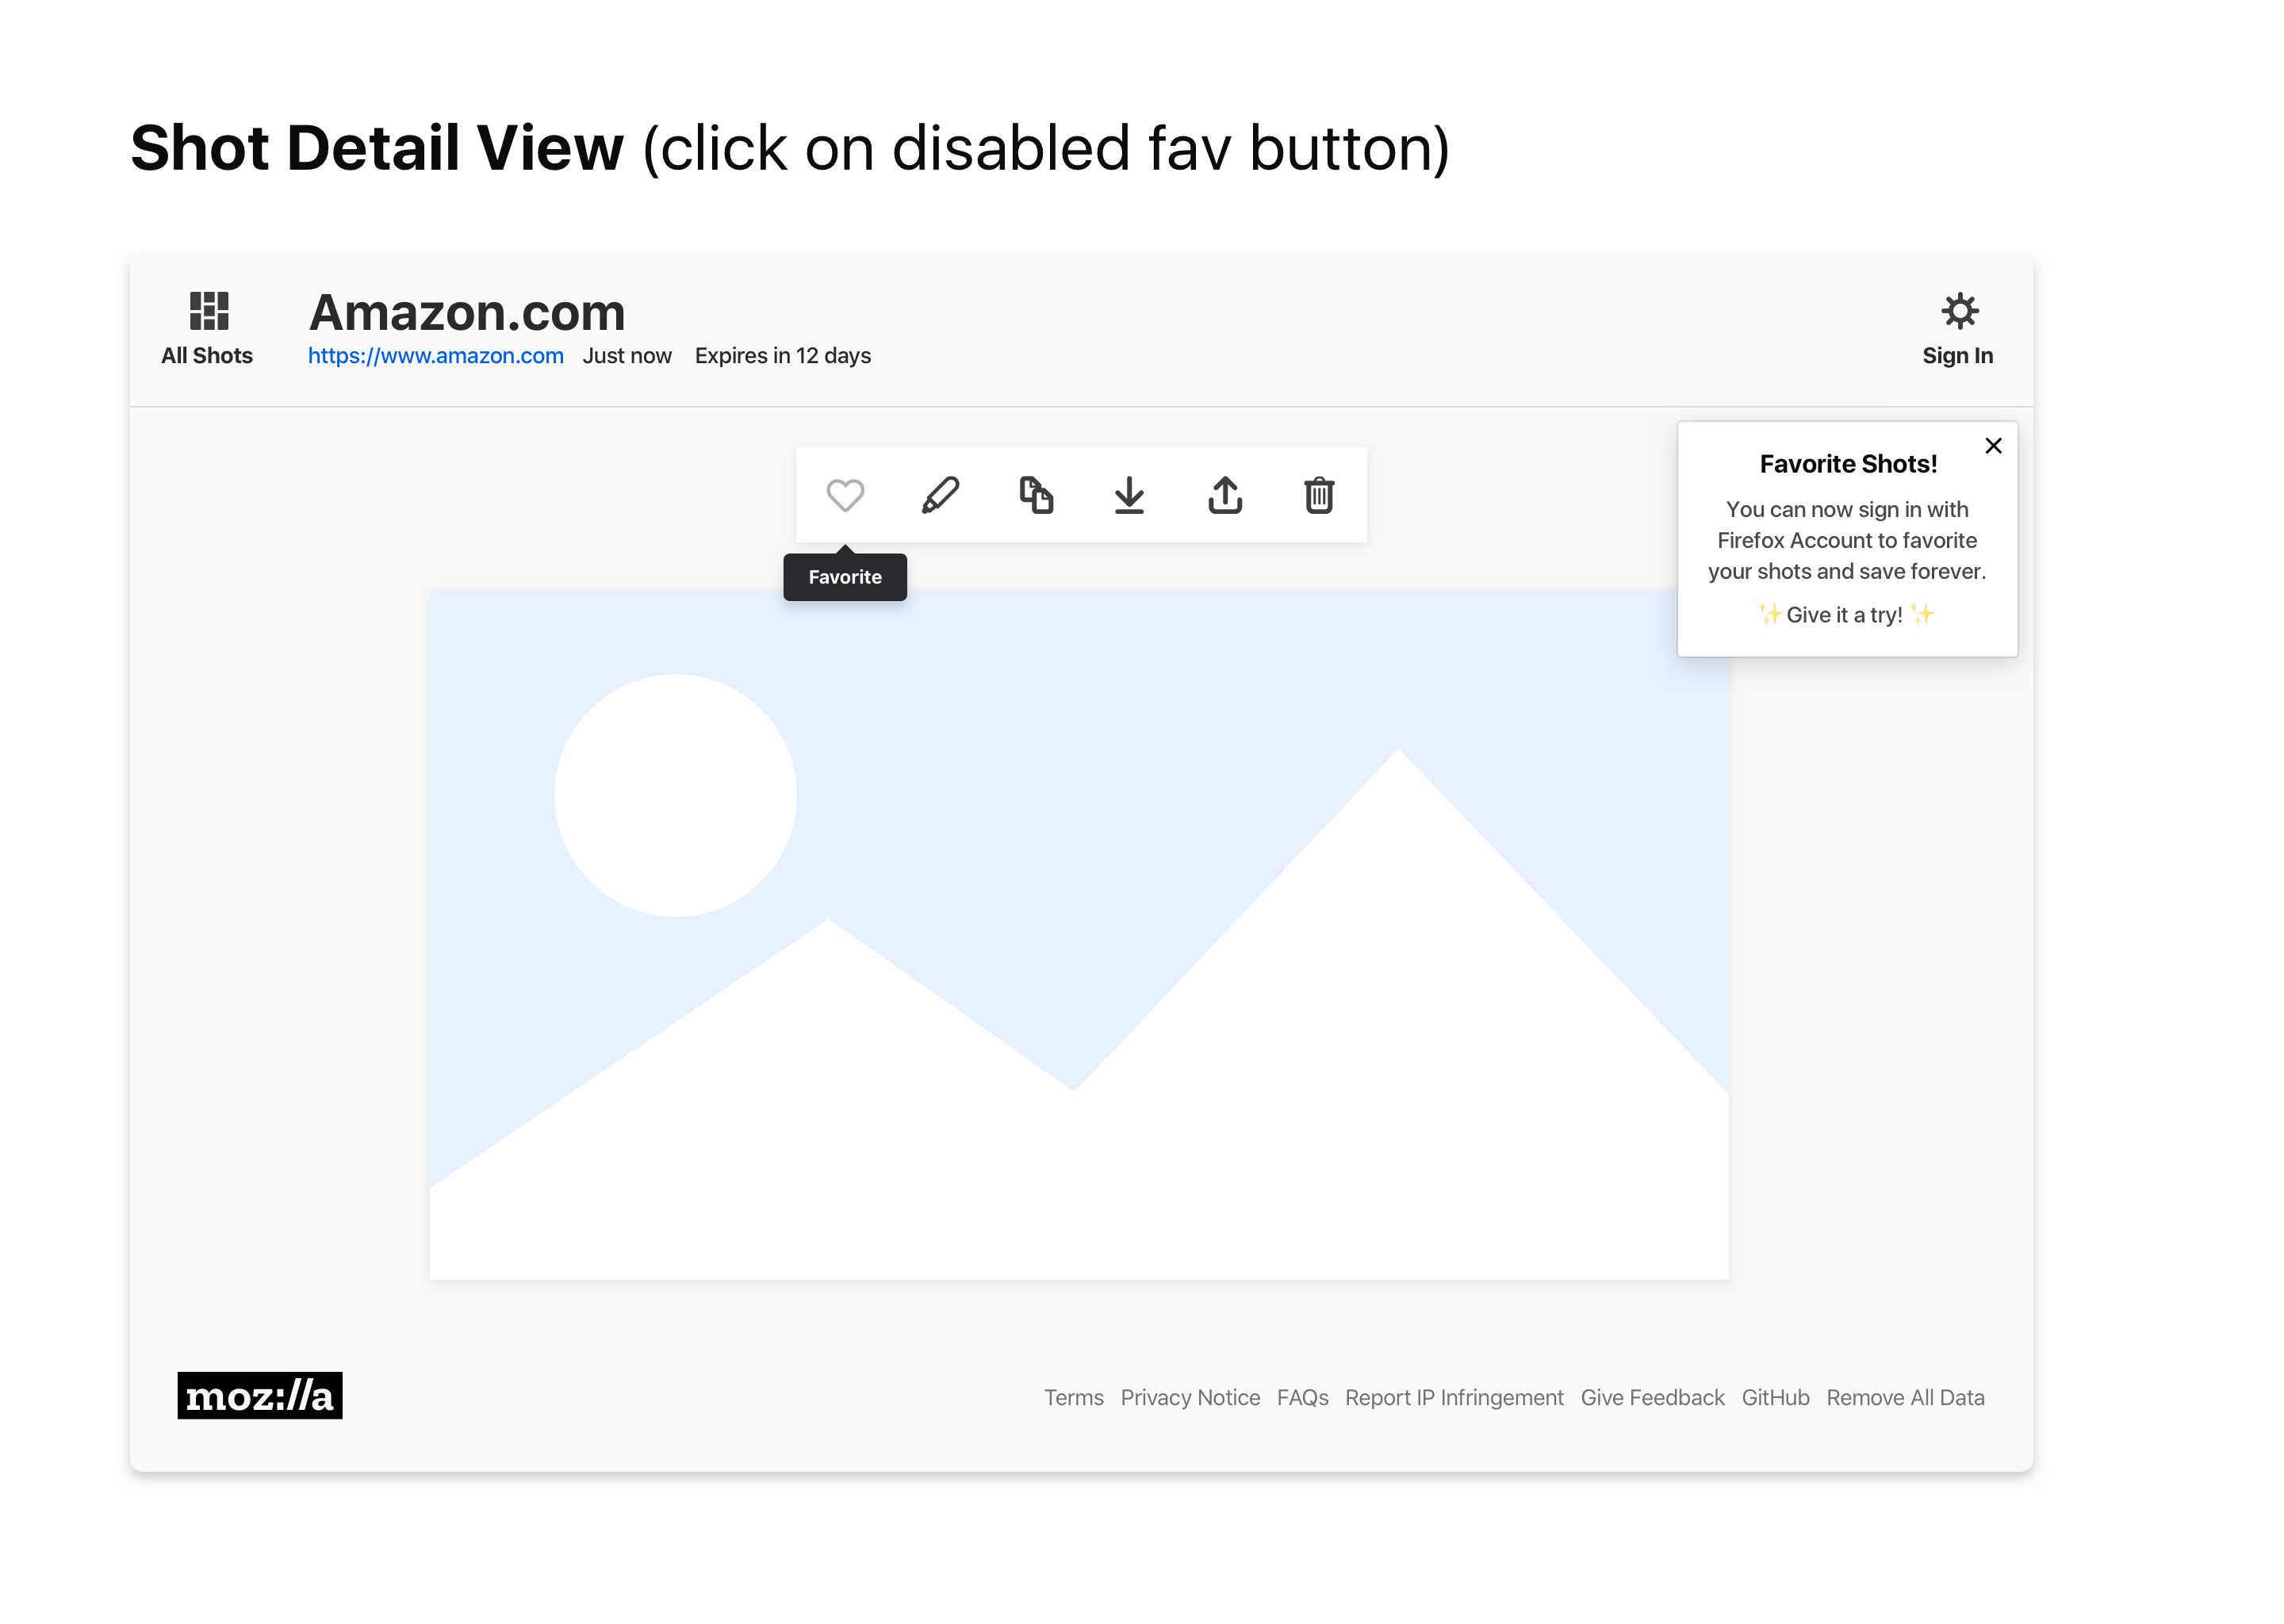 Shot Detail View (click on disabled fav button)
Amazon.com
All Shots
https://www.amazon.com Just now Expires in 12 days
Sign In
Favorite
Favorite Shots!
You can now sign in with
Firefox Account to favorite
your shots and save forever.
✨Give it a try! ✨
moz://a
Terms Privacy Notice FAQs Report IP Infringement Give Feedback GitHub Remove All Data